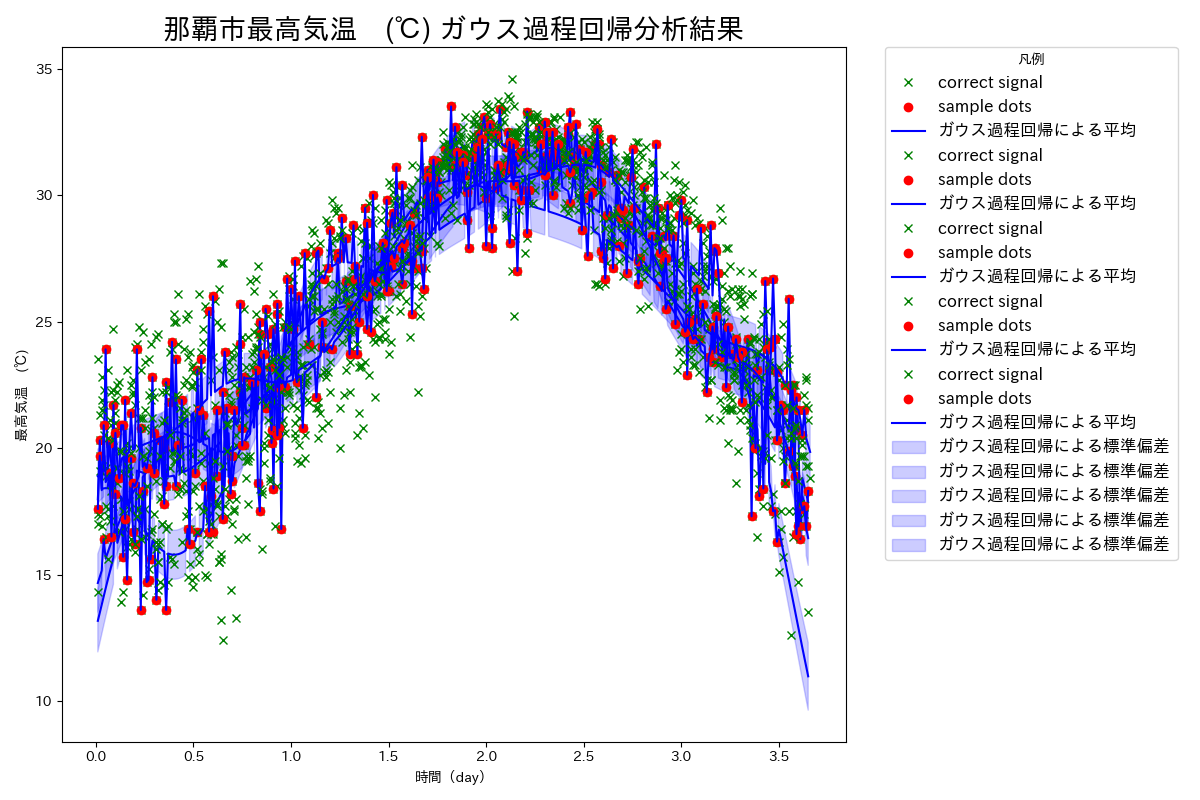 那覇市最高気温　(℃) ガウス過程回帰分析結果
35
30
25
20
15
10
最高気温　(℃)
0.0 0.5 1.0 1.5 2.0 2.5 3.0 3.5
時間（day）
凡例
correct signal
sample dots
ガウス過程回帰による平均
correct signal
sample dots
ガウス過程回帰による平均
correct signal
sample dots
ガウス過程回帰による平均
correct signal
sample dots
ガウス過程回帰による平均
correct signal
sample dots
ガウス過程回帰による平均
ガウス過程回帰による標準偏差
ガウス過程回帰による標準偏差
ガウス過程回帰による標準偏差
ガウス過程回帰による標準偏差
ガウス過程回帰による標準偏差